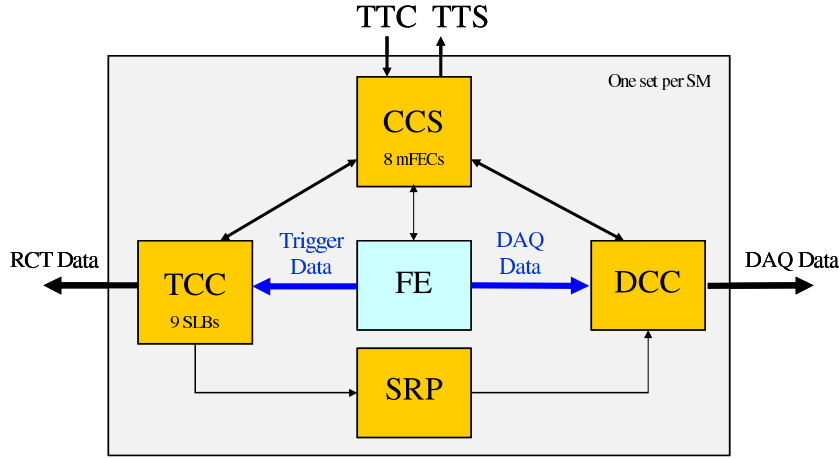 TTC TTS
One set per SM
CCS
8 mFECs
Trigger
Data
DAQ
Data
RCT Data
TCC
9 SLBs
FE
DCC
DAQ Data
SRP